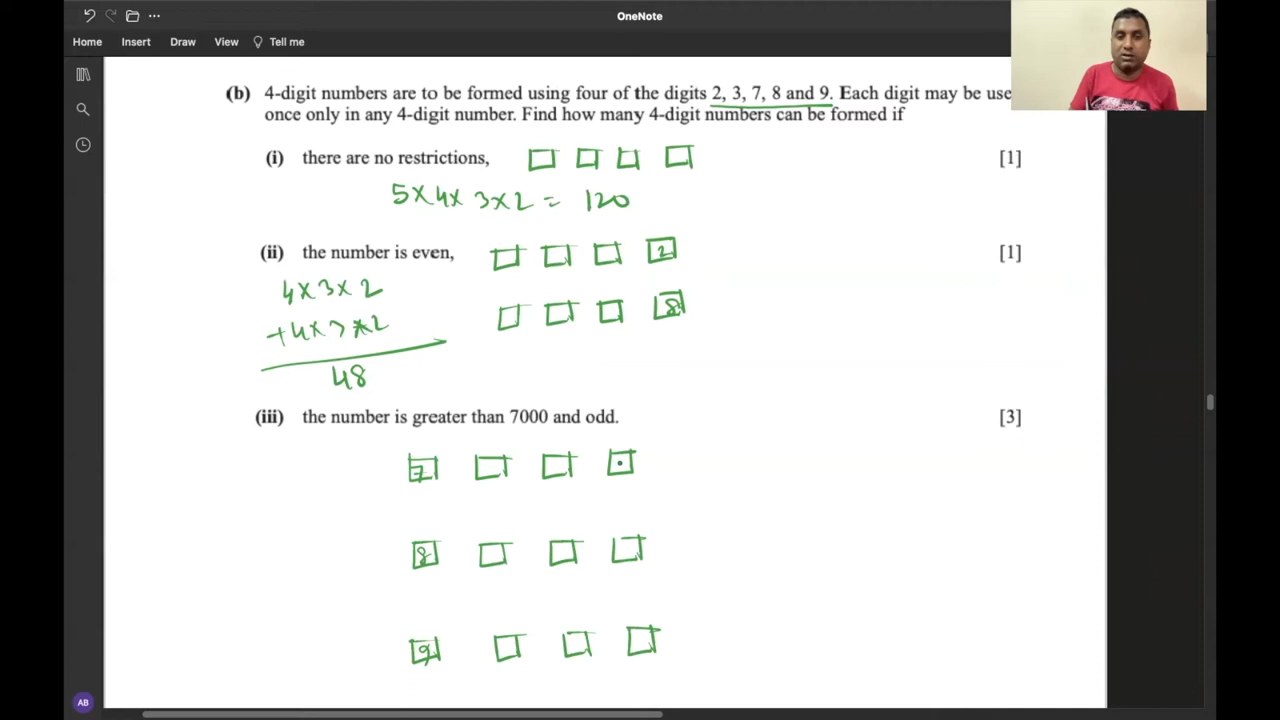 OneNote
Home Insert Draw View Tell me
(b) 4-digit numbers are to be formed using four of the digits 2, 3, 7, 8 and 9. Each digit may be use
once only in any 4-digit number. Find how many 4-digit numbers can be formed if
(i) there are no restrictions, [1]
5 x 4 x 3 x 2 = 120
(ii) the number is even, 2 [1]
4 x 3 x 2
8
+ 4 x 3 x 2
48
(iii) the number is greater than 7000 and odd. [3]
7
8
9
AB